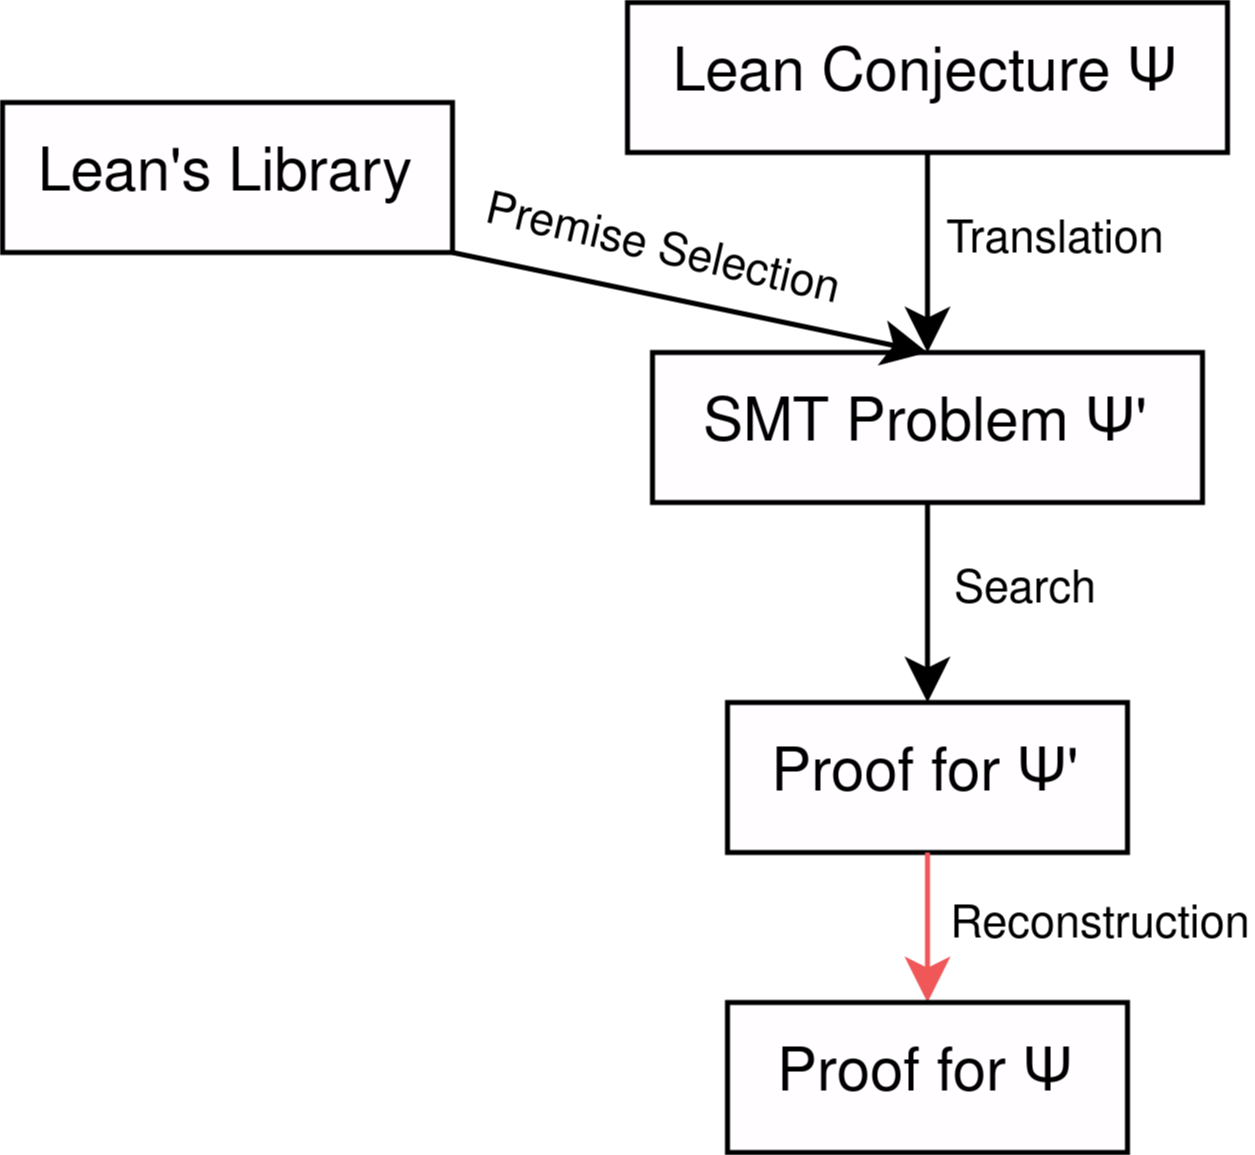 Lean Conjecture Ψ
Lean's Library
Premise Selection
Translation
SMT Problem Ψ'
Search
Proof for Ψ'
Reconstruction
Proof for Ψ